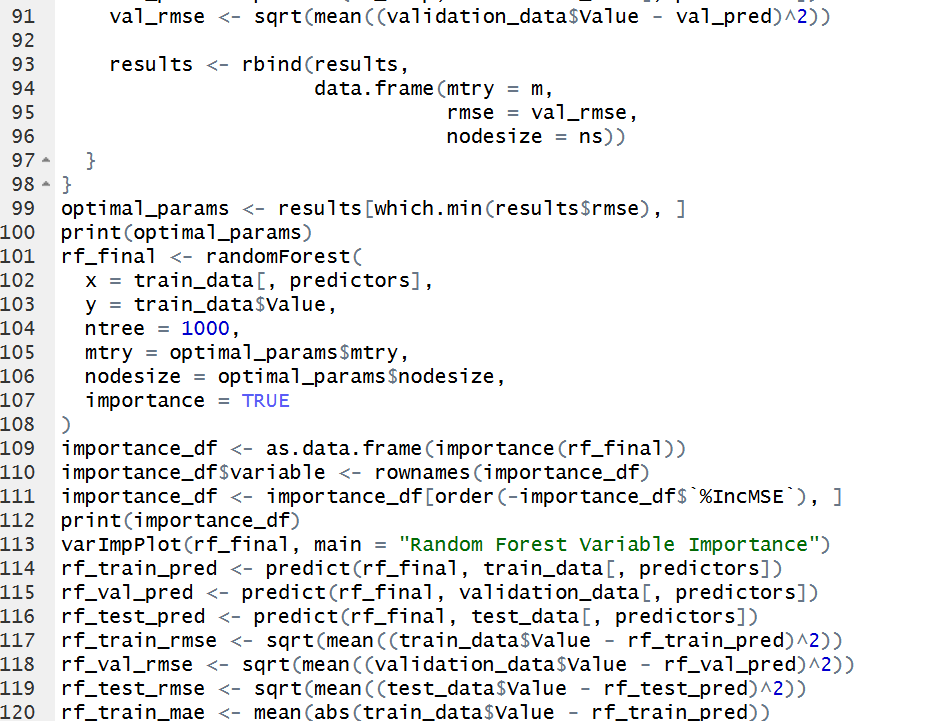 91 val_rmse <- sqrt(mean((validation_data$Value - val_pred)^2))
92
93 results <- rbind(results,
94 data.frame(mtry = m,
95 rmse = val_rmse,
96 nodesize = ns))
97 }
98 }
99 optimal_params <- results[which.min(results$rmse), ]
100 print(optimal_params)
101 rf_final <- randomForest(
102 x = train_data[, predictors],
103 y = train_data$Value,
104 ntree = 1000,
105 mtry = optimal_params$mtry,
106 nodesize = optimal_params$nodesize,
107 importance = TRUE
108 )
109 importance_df <- as.data.frame(importance(rf_final))
110 importance_df$variable <- rownames(importance_df)
111 importance_df <- importance_df[order(-importance_df$`%IncMSE`), ]
112 print(importance_df)
113 varImpPlot(rf_final, main = "Random Forest Variable Importance")
114 rf_train_pred <- predict(rf_final, train_data[, predictors])
115 rf_val_pred <- predict(rf_final, validation_data[, predictors])
116 rf_test_pred <- predict(rf_final, test_data[, predictors])
117 rf_train_rmse <- sqrt(mean((train_data$Value - rf_train_pred)^2))
118 rf_val_rmse <- sqrt(mean((validation_data$Value - rf_val_pred)^2))
119 rf_test_rmse <- sqrt(mean((test_data$Value - rf_test_pred)^2))
120 rf_train_mae <- mean(abs(train_data$Value - rf_train_pred))